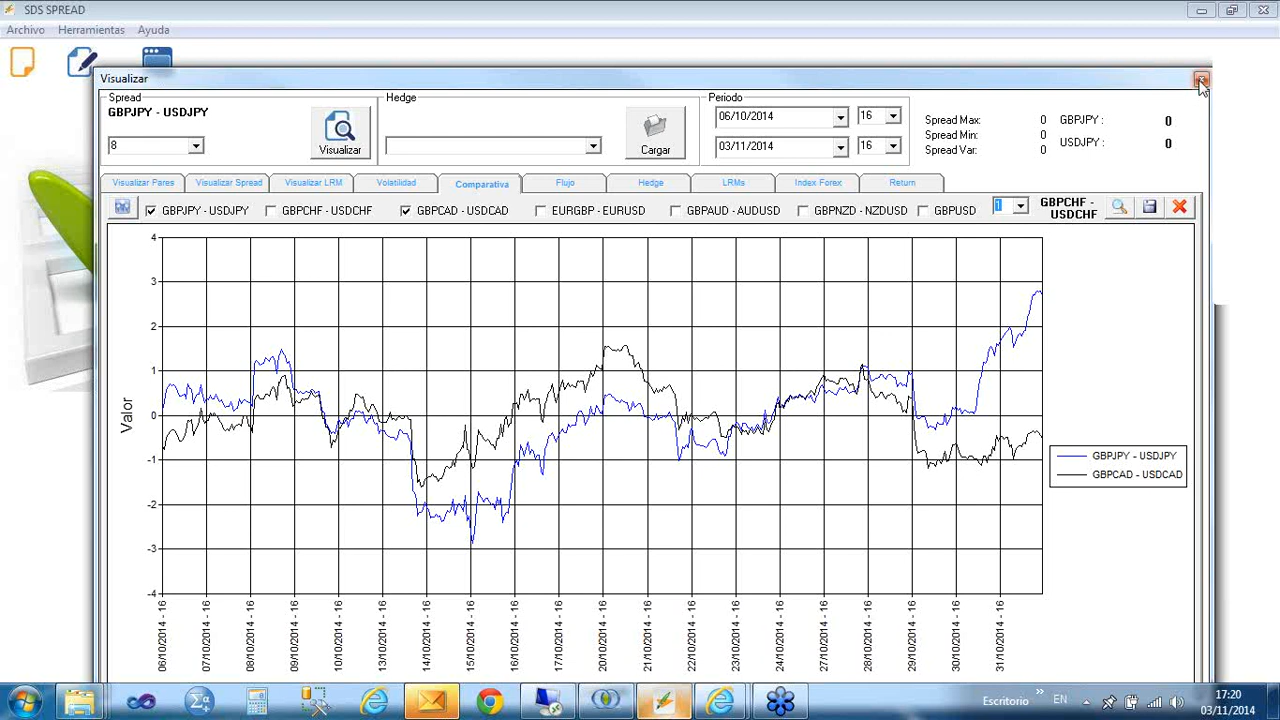 SDS SPREAD
Archivo Herramientas Ayuda
Visualizar
Spread Hedge Periodo
GBPJPY - USDJPY
8
Visualizar
Cargar
06/10/2014 16
03/11/2014 16
Spread Max: 0 GBPJPY : 0
Spread Min: 0
Spread Var: 0 USDJPY : 0
Visualizar Pares Visualizar Spread Visualizar LRM Volatilidad Comparativa Flujo Hedge LRMs Index Forex Return
GBPJPY - USDJPY GBPCHF - USDCHF GBPCAD - USDCAD EURGBP - EURUSD GBPAUD - AUDUSD GBPNZD - NZDUSD GBPUSD 1 GBPCHF -
USDCHF
4
3
2
1
0
-1
-2
-3
-4
Valor
GBPJPY - USDJPY
GBPCAD - USDCAD
06/10/2014 - 16
07/10/2014 - 16
08/10/2014 - 16
09/10/2014 - 16
10/10/2014 - 16
13/10/2014 - 16
14/10/2014 - 16
15/10/2014 - 16
16/10/2014 - 16
17/10/2014 - 16
20/10/2014 - 16
21/10/2014 - 16
22/10/2014 - 16
23/10/2014 - 16
24/10/2014 - 16
27/10/2014 - 16
28/10/2014 - 16
29/10/2014 - 16
30/10/2014 - 16
31/10/2014 - 16
Escritorio » EN
17:20
03/11/2014